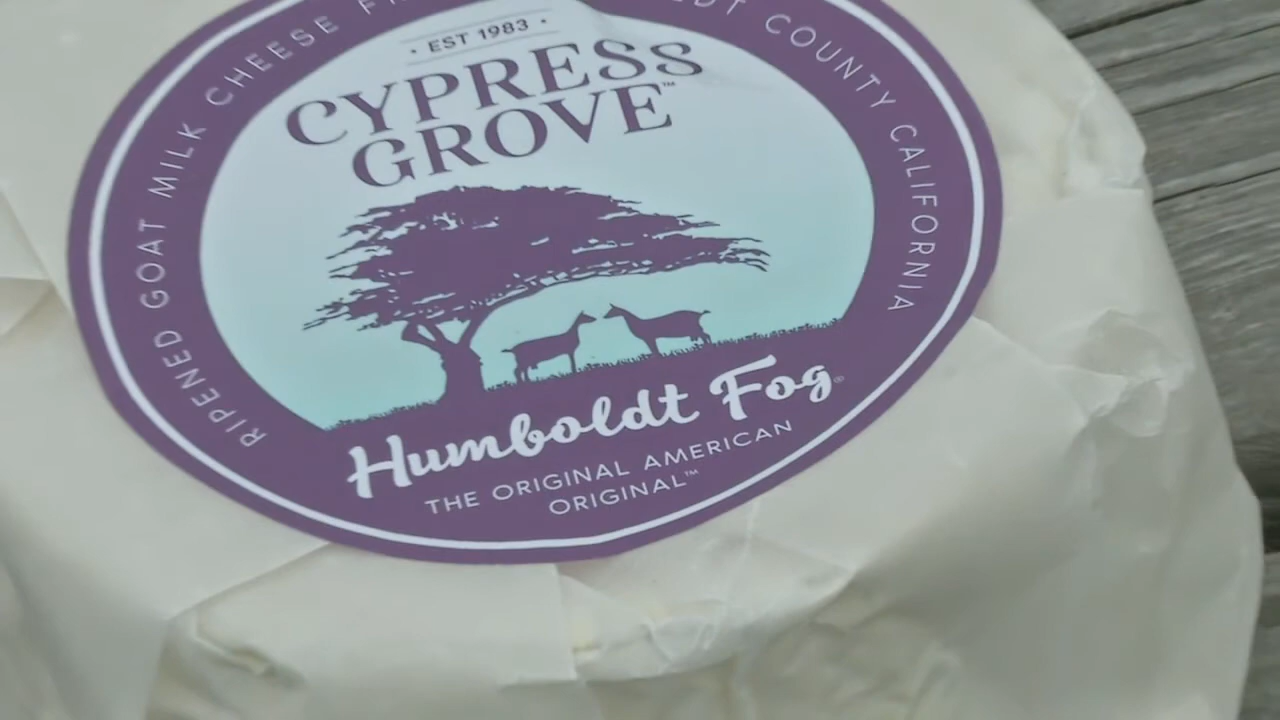 RIPENED GOAT MILK CHEESE
COUNTY CALIFORNIA
· EST 1983 ·
CYPRESS
GROVE™
Humboldt Fog®
THE ORIGINAL AMERICAN
ORIGINAL™